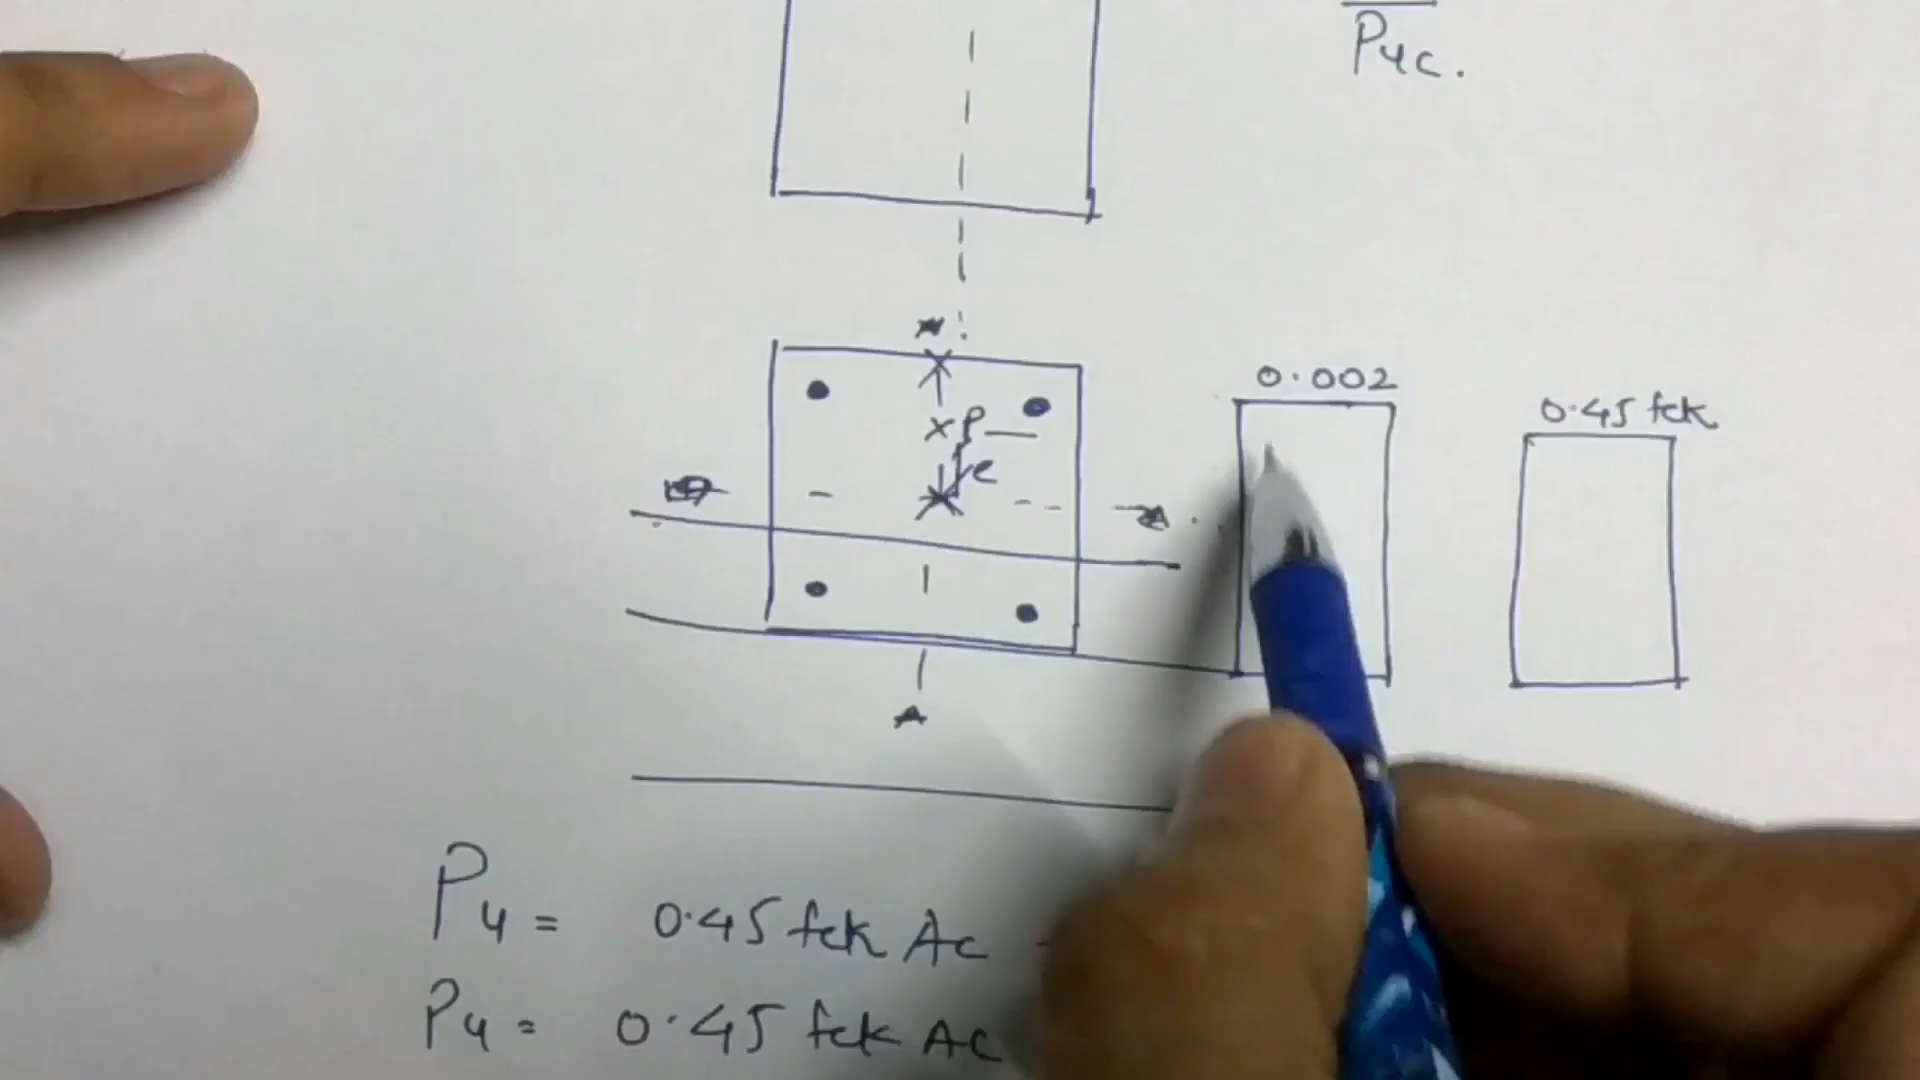 Puc.
0.002
0.45 fck
P
e
A
Pu = 0.45 fck Ac
Pu = 0.45 fck Ac